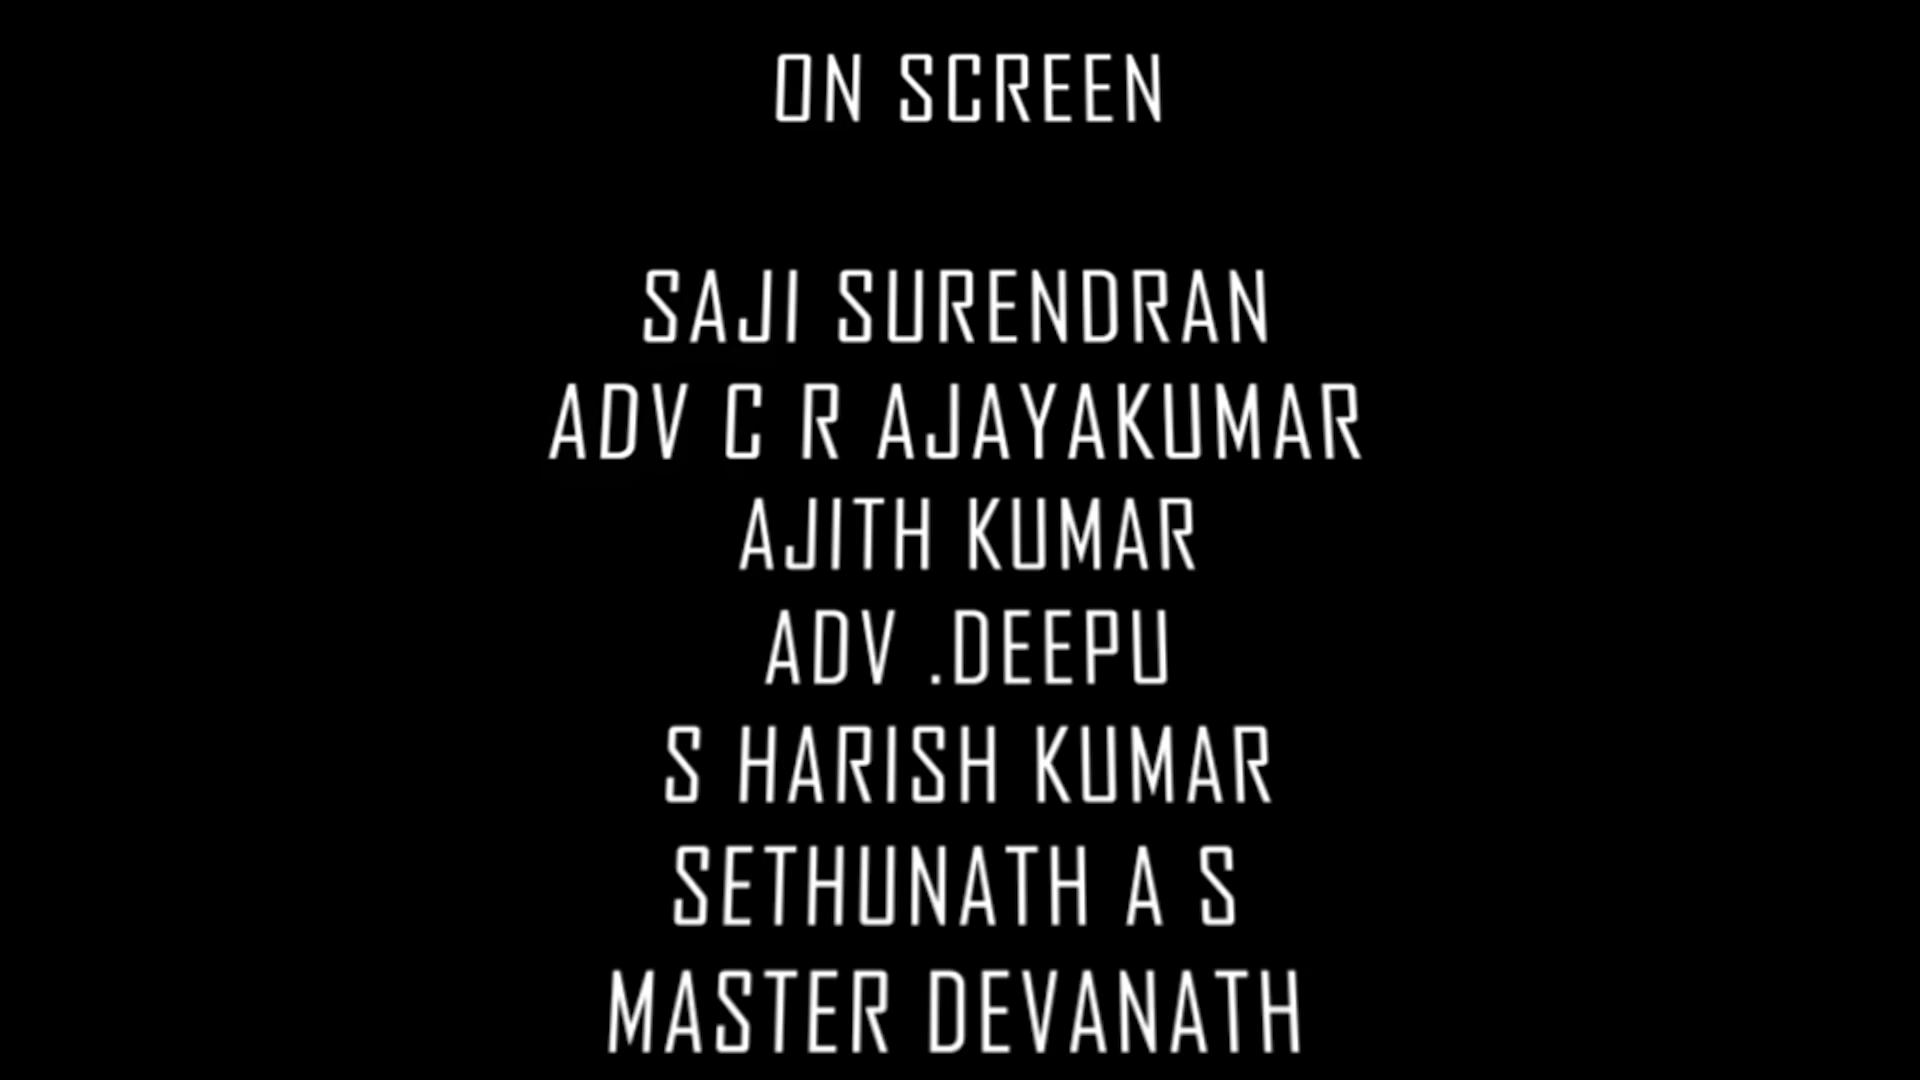 ON SCREEN
SAJI SURENDRAN
ADV C R AJAYAKUMAR
AJITH KUMAR
ADV .DEEPU
S HARISH KUMAR
SETHUNATH A S
MASTER DEVANATH